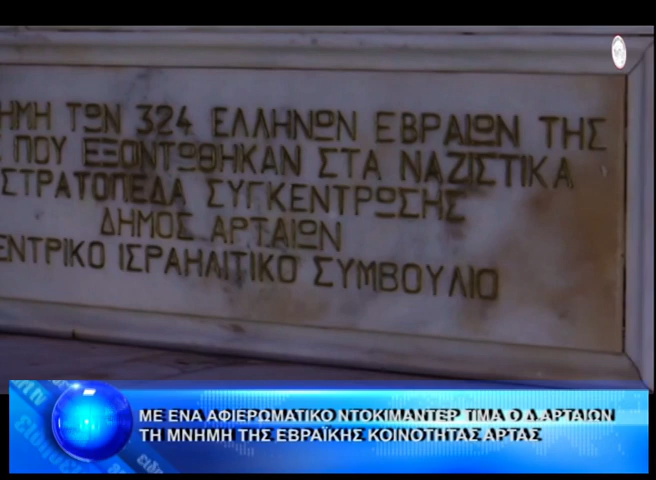 ΗΜΗ ΤΩΝ 324 ΕΛΛΗΝΩΝ ΕΒΡΑΙΩΝ ΤΗΣ
Σ ΠΟΥ ΕΞΟΝΤΩΘΗΚΑΝ ΣΤΑ ΝΑΖΙΣΤΙΚΑ
ΣΤΡΑΤΟΠΕΔΑ ΣΥΓΚΕΝΤΡΩΣΗΣ
ΔΗΜΟΣ ΑΡΤΑΙΩΝ
ΕΝΤΡΙΚΟ ΙΣΡΑΗΛΙΤΙΚΟ ΣΥΜΒΟΥΛΙΟ
ΜΕ ΕΝΑ ΑΦΙΕΡΩΜΑΤΙΚΟ ΝΤΟΚΙΜΑΝΤΕΡ ΤΙΜΑ Ο Δ.ΑΡΤΑΙΩΝ
ΤΗ ΜΝΗΜΗ ΤΗΣ ΕΒΡΑΪΚΗΣ ΚΟΙΝΟΤΗΤΑΣ ΑΡΤΑΣ